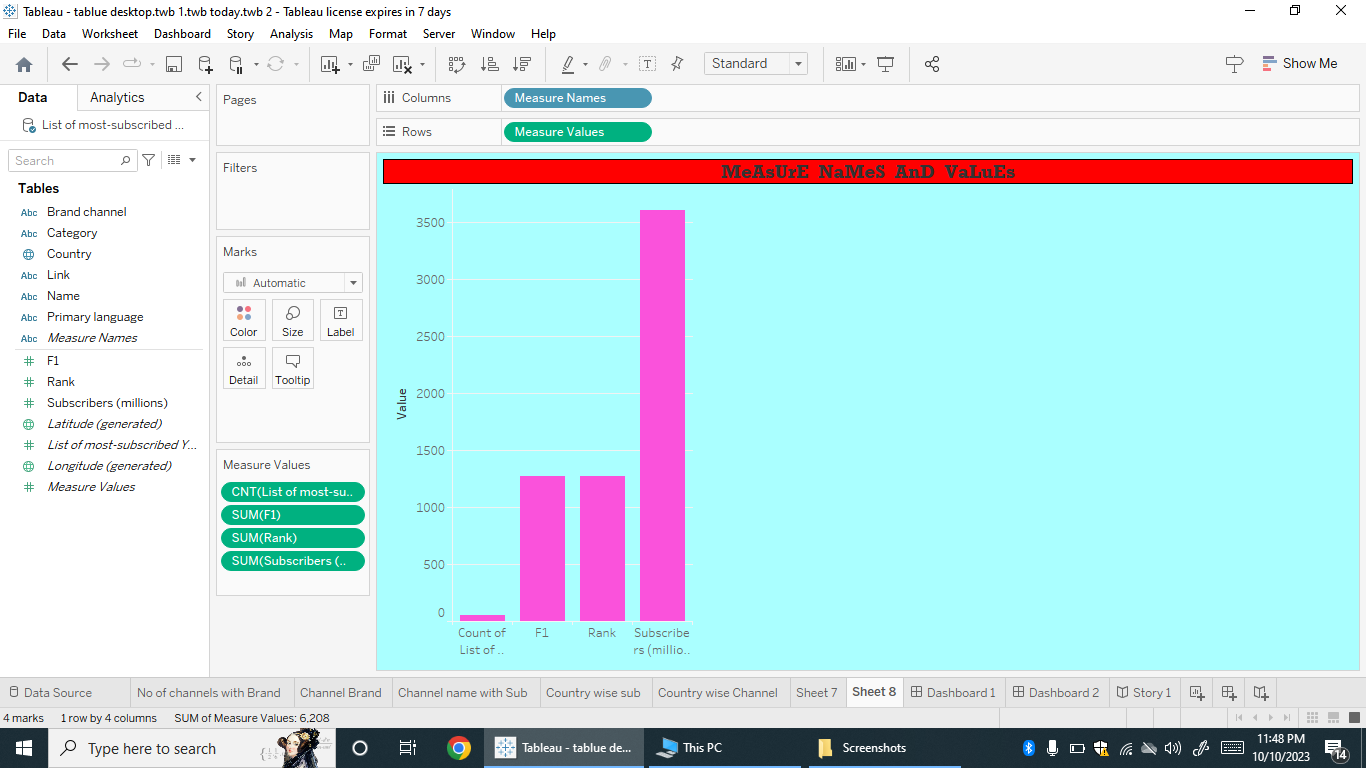 Tableau - tablue desktop.twb 1.twb today.twb 2 - Tableau license expires in 7 days
File Data Worksheet Dashboard Story Analysis Map Format Server Window Help
Standard
Show Me
Data Analytics
List of most-subscribed ...
Search
Tables
Abc Brand channel
Abc Category
Country
Abc Link
Abc Name
Abc Primary language
Abc Measure Names
F1
Rank
Subscribers (millions)
Latitude (generated)
List of most-subscribed Y...
Longitude (generated)
Measure Values
Pages
Filters
Marks
Automatic
Color Size Label
Detail Tooltip
Measure Values
CNT(List of most-su..
SUM(F1)
SUM(Rank)
SUM(Subscribers (..
Columns Measure Names
Rows Measure Values
MeAsUrE NaMeS AnD VaLuEs
Value
3500
3000
2500
2000
1500
1000
500
0
Count of List of ..
F1
Rank
Subscribe rs (millio..
Data Source No of channels with Brand Channel Brand Channel name with Sub Country wise sub Country wise Channel Sheet 7 Sheet 8 Dashboard 1 Dashboard 2 Story 1
4 marks 1 row by 4 columns SUM of Measure Values: 6,208
Type here to search
Tableau - tablue de...
This PC
Screenshots
11:48 PM
10/10/2023
14